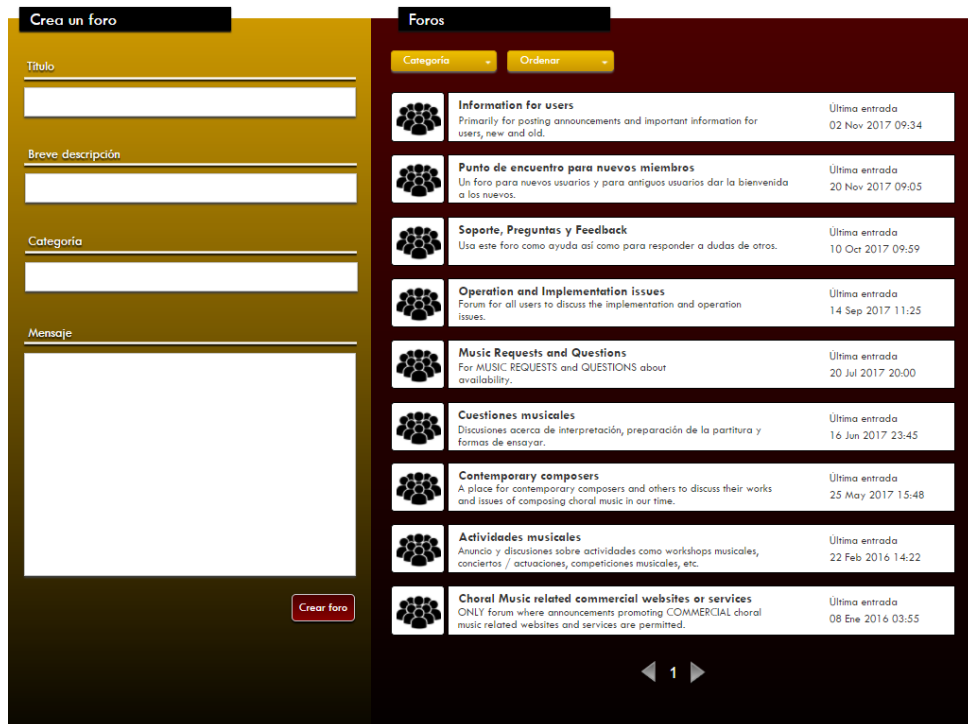 Crea un foro
Título
Breve descripción
Categoría
Mensaje
Crear foro
Foros
Categoría
Ordenar
Information for users
Primarily for posting announcements and important information for
users, new and old.
Última entrada
02 Nov 2017 09:34
Punto de encuentro para nuevos miembros
Un foro para nuevos usuarios y para antiguos usuarios dar la bienvenida
a los nuevos.
Última entrada
20 Nov 2017 09:05
Soporte, Preguntas y Feedback
Usa este foro como ayuda así como para responder a dudas de otros.
Última entrada
10 Oct 2017 09:59
Operation and Implementation issues
Forum for all users to discuss the implementation and operation
issues.
Última entrada
14 Sep 2017 11:25
Music Requests and Questions
For MUSIC REQUESTS and QUESTIONS about
availability.
Última entrada
20 Jul 2017 20:00
Cuestiones musicales
Discusiones acerca de interpretación, preparación de la partitura y
formas de ensayar.
Última entrada
16 Jun 2017 23:45
Contemporary composers
A place for contemporary composers and others to discuss their works
and issues of composing choral music in our time.
Última entrada
25 May 2017 15:48
Actividades musicales
Anuncio y discusiones sobre actividades como workshops musicales,
conciertos / actuaciones, competiciones musicales, etc.
Última entrada
22 Feb 2016 14:22
Choral Music related commercial websites or services
ONLY forum where announcements promoting COMMERCIAL choral
music related websites and services are permitted.
Última entrada
08 Ene 2016 03:55
1